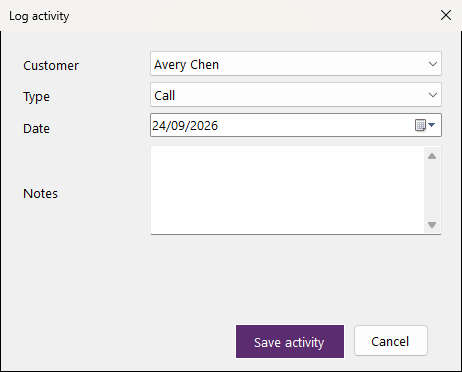 Log activity
Customer
Avery Chen
Type
Call
Date
24/09/2026
Notes
Save activity
Cancel